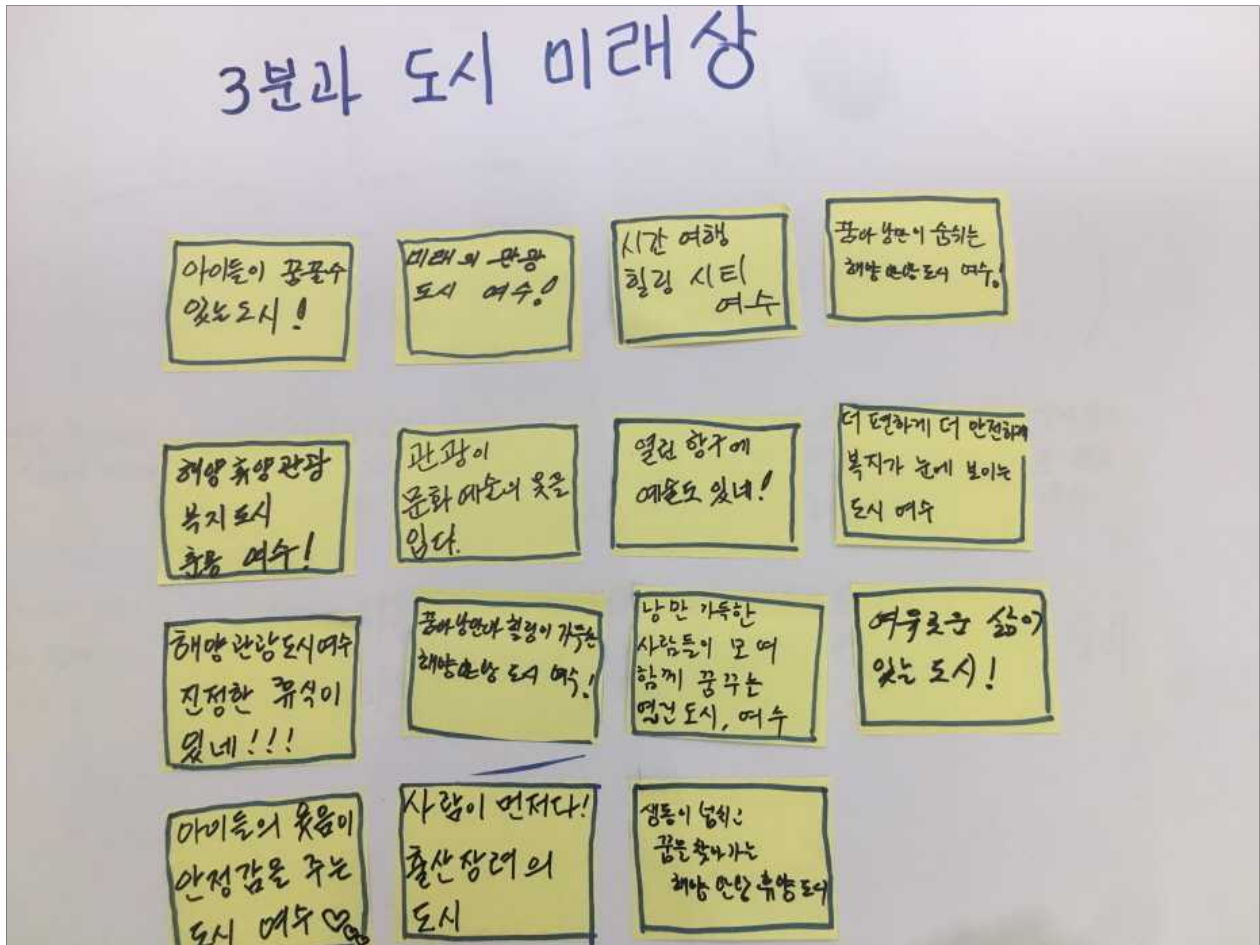 3분과 도시 미래상
아이들이 꿈꿀수
있는 도시!
미래의 관광
도시 여수!
시간 여행
힐링 시티
여수
꿈과 낭만이 숨쉬는
해양관광도시 여수!
해양휴양관광
복지도시
여수!
관광이
문화예술의 옷을
입다.
열린 항구에
예술도 있네!
더 편하게 더 안전하게
복지가 눈에 보이는
도시 여수
해양관광도시여수
진정한 휴식이
있네!!!
꿈과낭만과 힐링이 가득한
해양관광 도시 여수!
낭만 가득한
사람들이 모여
함께 꿈꾸는
열린도시, 여수
여유로운 삶이
있는 도시!
아이들의 웃음이
안정감을 주는
도시 여수♡♡♡
사람이 먼저다!
출산장려의
도시
생동이 넘치는
꿈을 찾아가는
해양 휴양도시